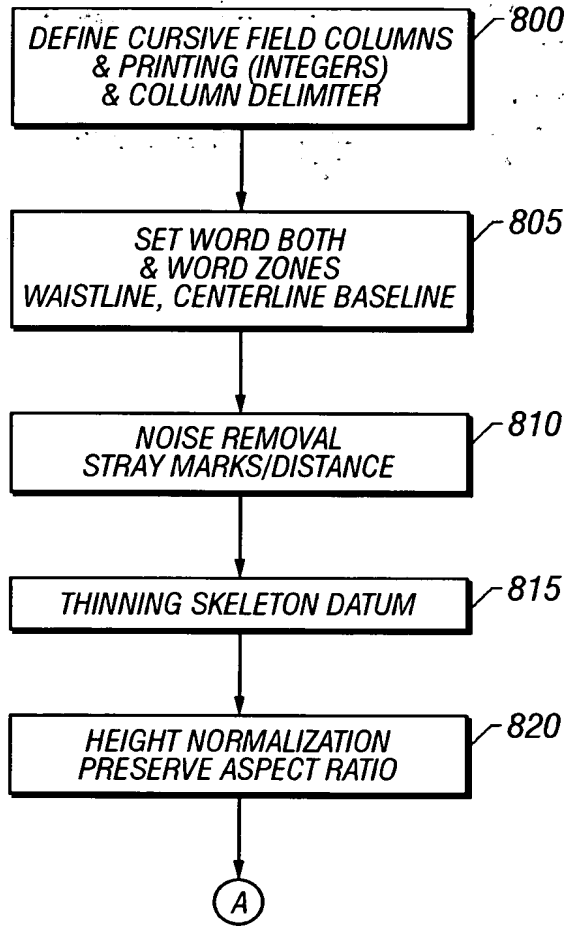 DEFINE CURSIVE FIELD COLUMNS
& PRINTING (INTEGERS)
& COLUMN DELIMITER
800
SET WORD BOTH
& WORD ZONES
WAISTLINE, CENTERLINE BASELINE
805
NOISE REMOVAL
STRAY MARKS/DISTANCE
810
THINNING SKELETON DATUM
815
HEIGHT NORMALIZATION
PRESERVE ASPECT RATIO
820
A